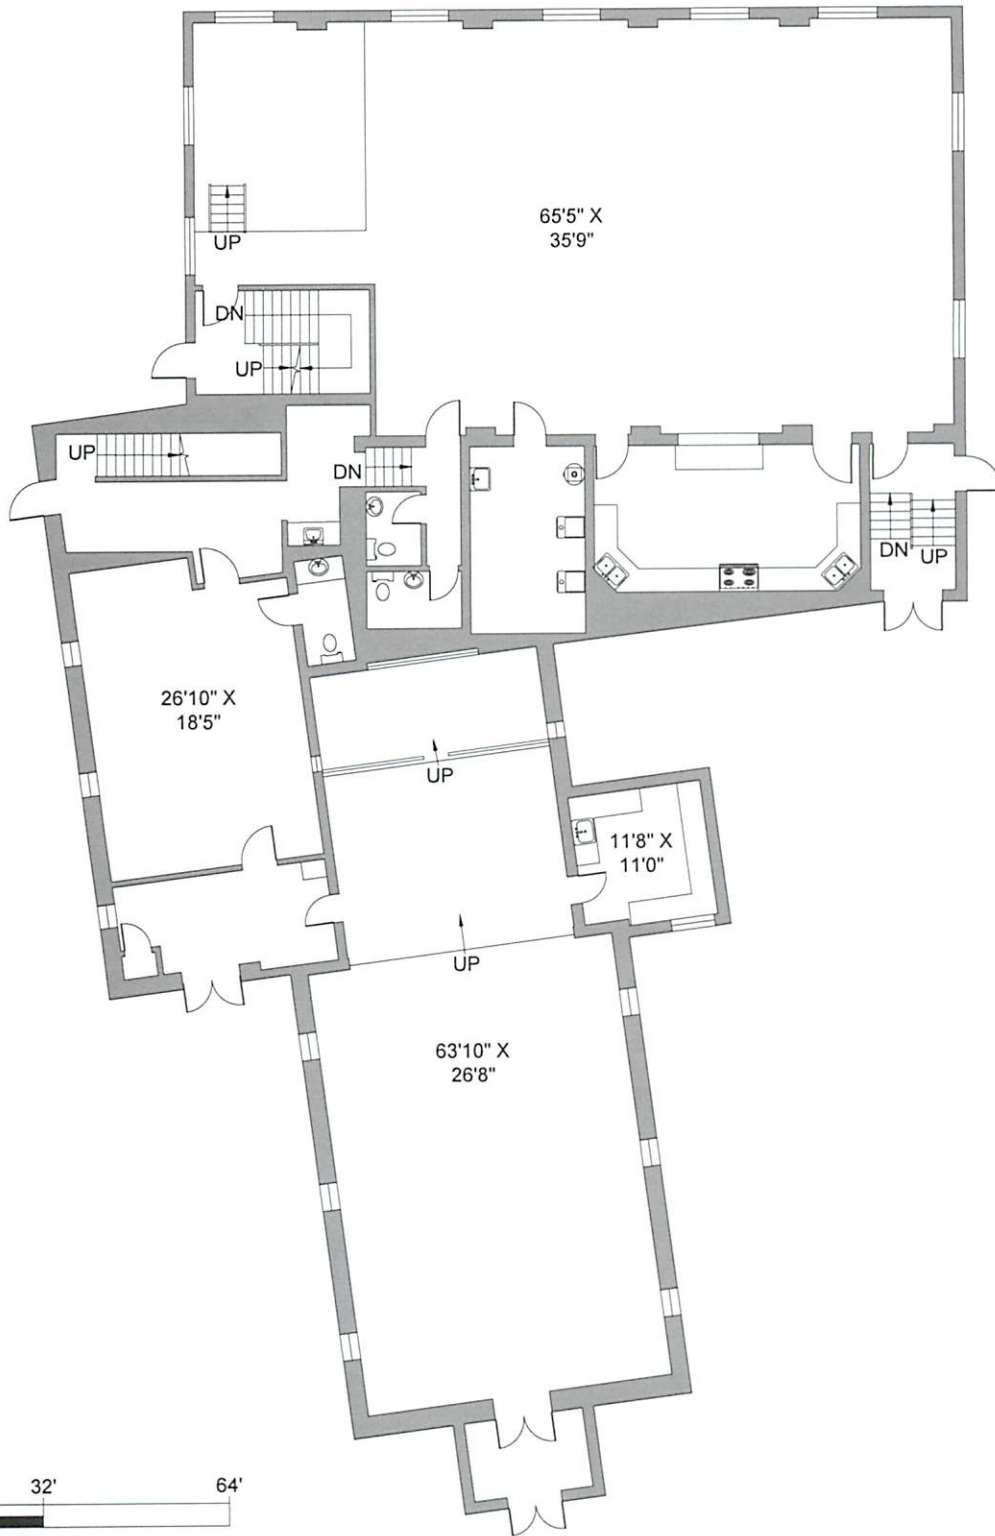 65'5" X
35'9"
UP
DN
UP
UP
DN
DN
UP
26'10" X
18'5"
UP
11'8" X
11'0"
UP
63'10" X
26'8"
32'
64'